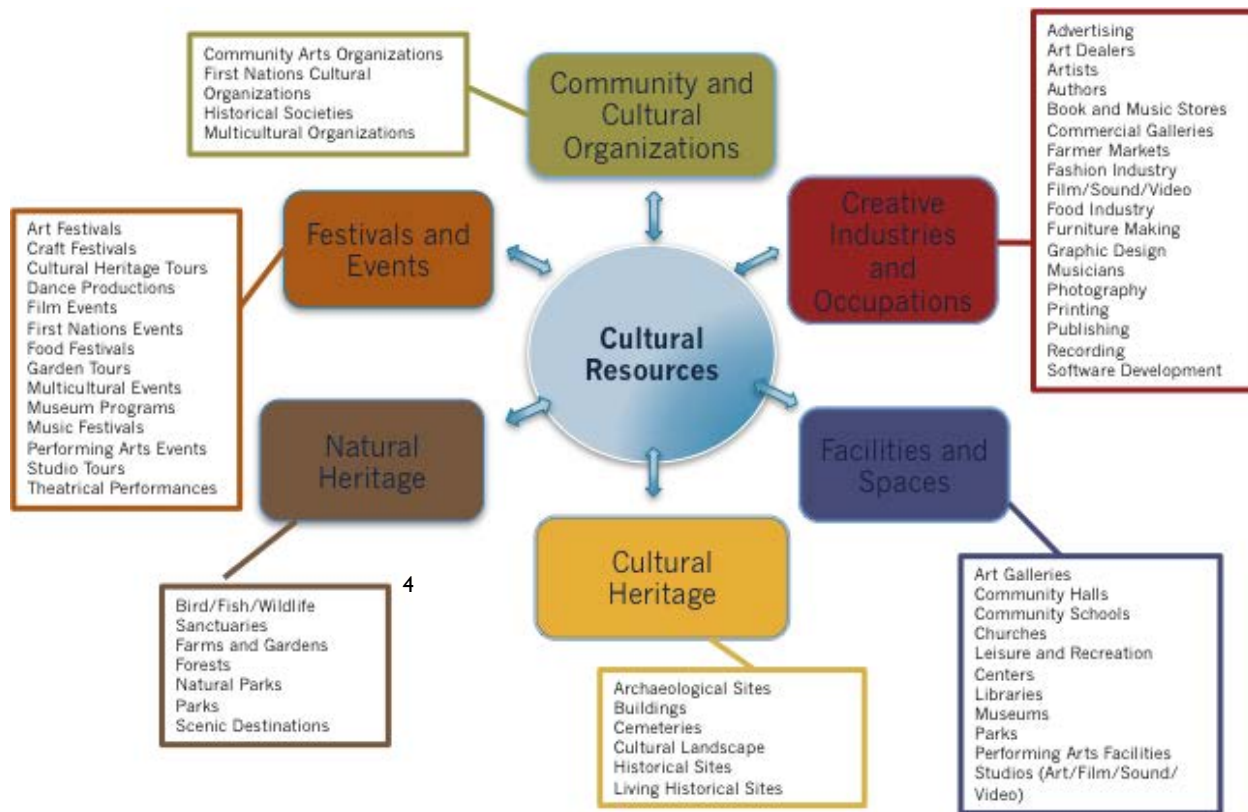 Community Arts Organizations
First Nations Cultural
Organizations
Historical Societies
Multicultural Organizations
Community and
Cultural
Organizations
Advertising
Art Dealers
Artists
Authors
Book and Music Stores
Commercial Galleries
Farmer Markets
Fashion Industry
Film/Sound/Video
Food Industry
Furniture Making
Graphic Design
Musicians
Photography
Printing
Publishing
Recording
Software Development
Creative
Industries
and
Occupations
Festivals and
Events
Art Festivals
Craft Festivals
Cultural Heritage Tours
Dance Productions
Film Events
First Nations Events
Food Festivals
Garden Tours
Multicultural Events
Museum Programs
Music Festivals
Performing Arts Events
Studio Tours
Theatrical Performances
Cultural
Resources
Natural
Heritage
Facilities and
Spaces
Cultural
Heritage
4
Bird/Fish/Wildlife
Sanctuaries
Farms and Gardens
Forests
Natural Parks
Parks
Scenic Destinations
Archaeological Sites
Buildings
Cemeteries
Cultural Landscape
Historical Sites
Living Historical Sites
Art Galleries
Community Halls
Community Schools
Churches
Leisure and Recreation
Centers
Libraries
Museums
Parks
Performing Arts Facilities
Studios (Art/Film/Sound/
Video)